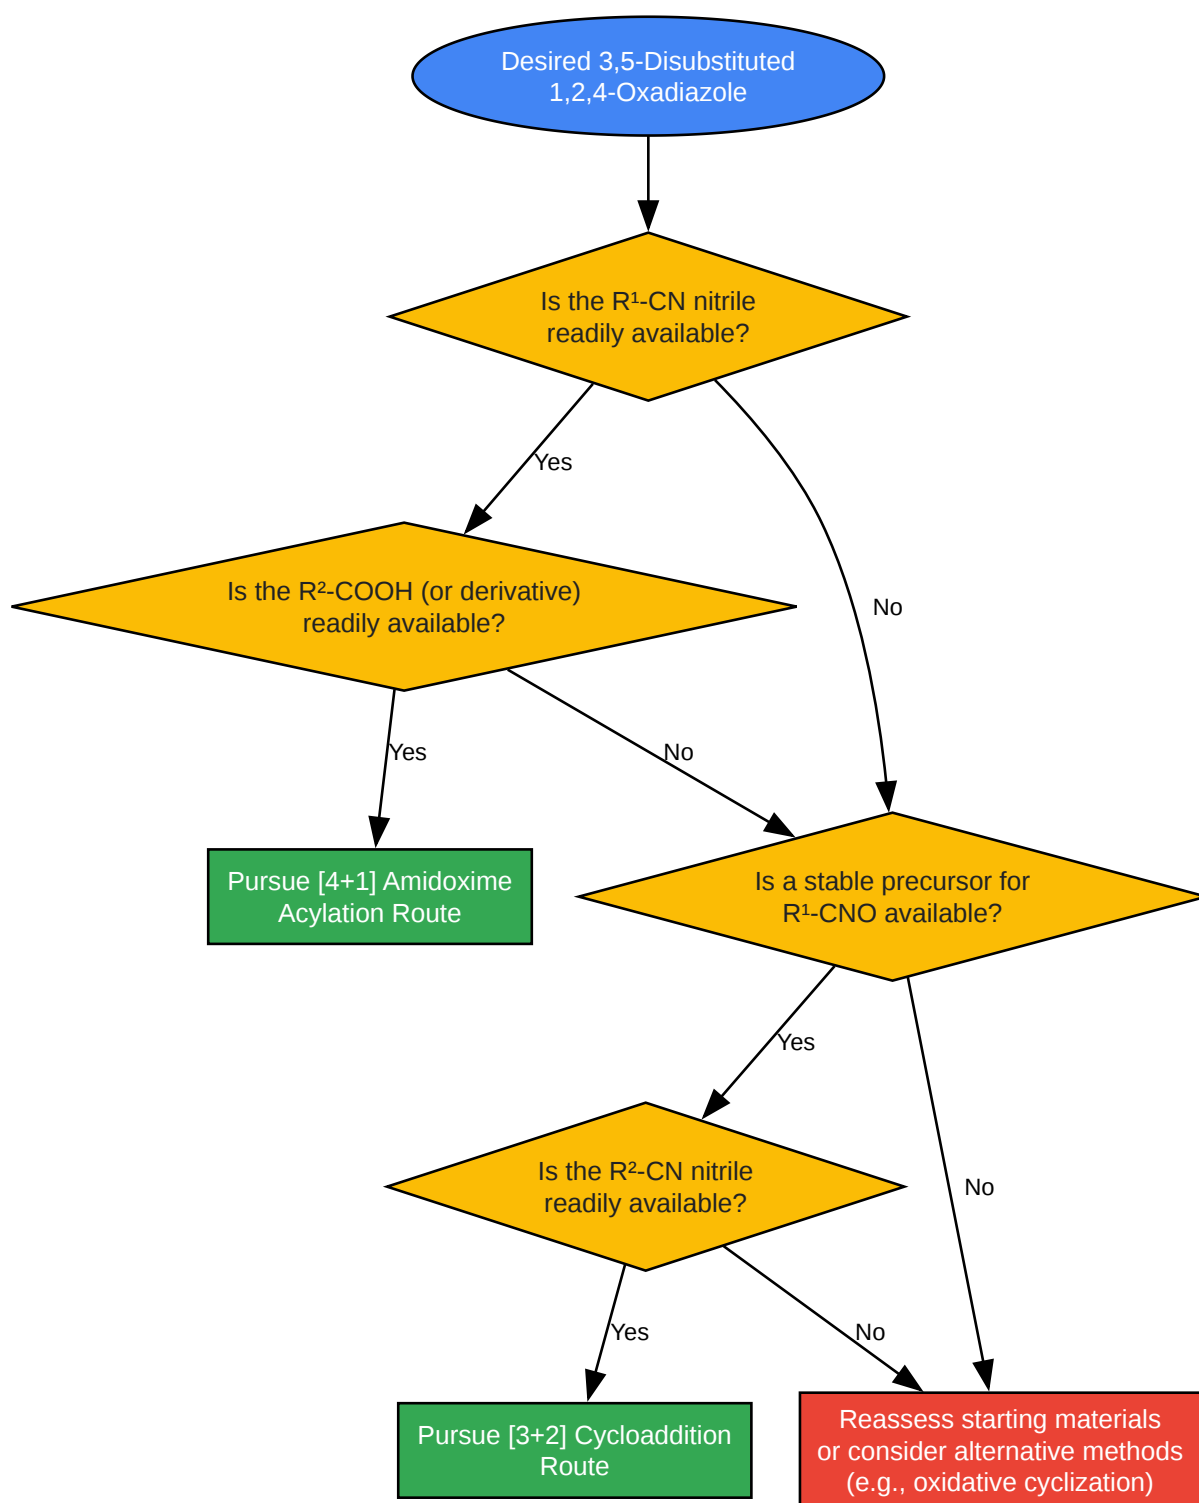 Desired 3,5-Disubstituted
1,2,4-Oxadiazole
Is the R¹-CN nitrile
readily available?
Yes
No
Is the R²-COOH (or derivative)
readily available?
Yes
No
Pursue [4+1] Amidoxime
Acylation Route
Is a stable precursor for
R¹-CNO available?
Yes
No
Is the R²-CN nitrile
readily available?
Yes
No
Pursue [3+2] Cycloaddition
Route
Reassess starting materials
or consider alternative methods
(e.g., oxidative cyclization)